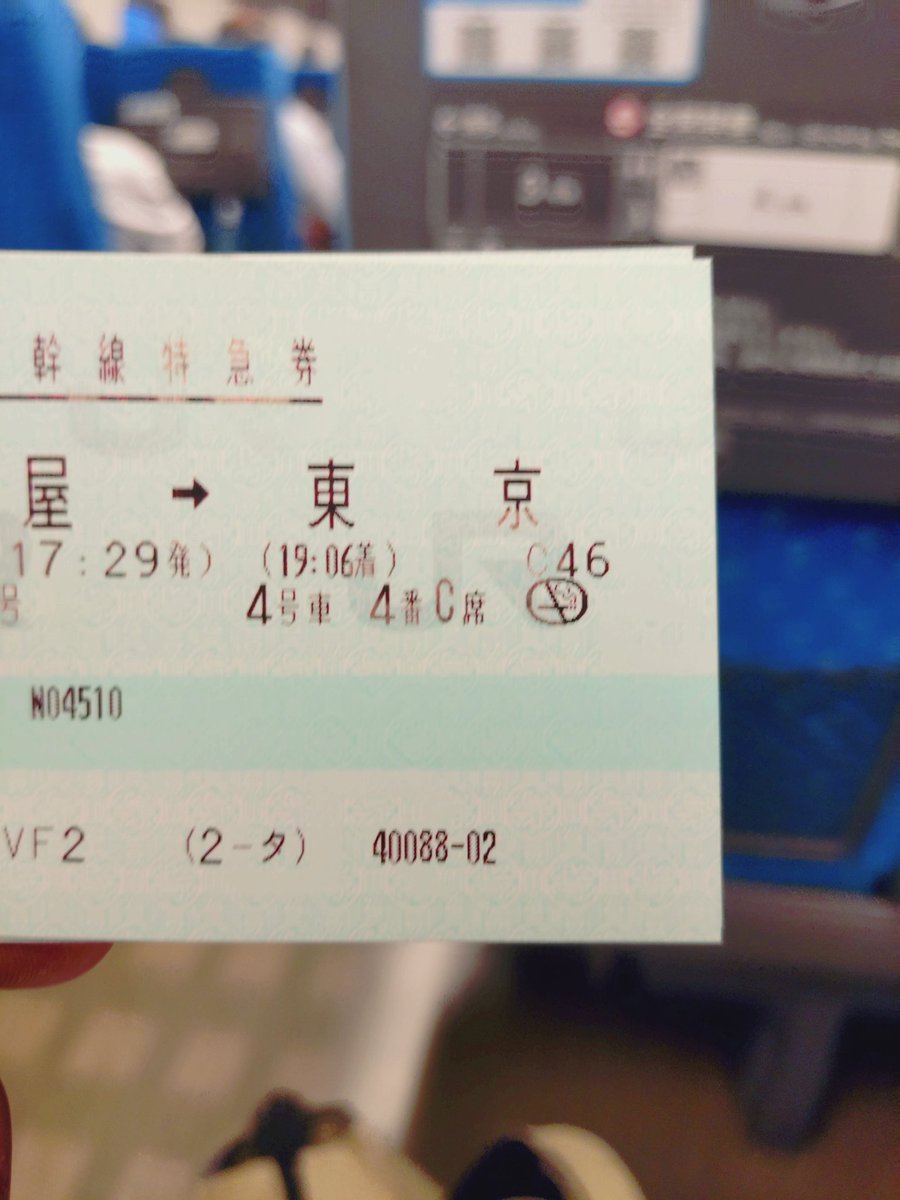 幹線特急券
屋 → 東京
17:29発) (19:06着) C46
号 4号車 4番C席
N04510
VF2 (2-タ) 40088-02